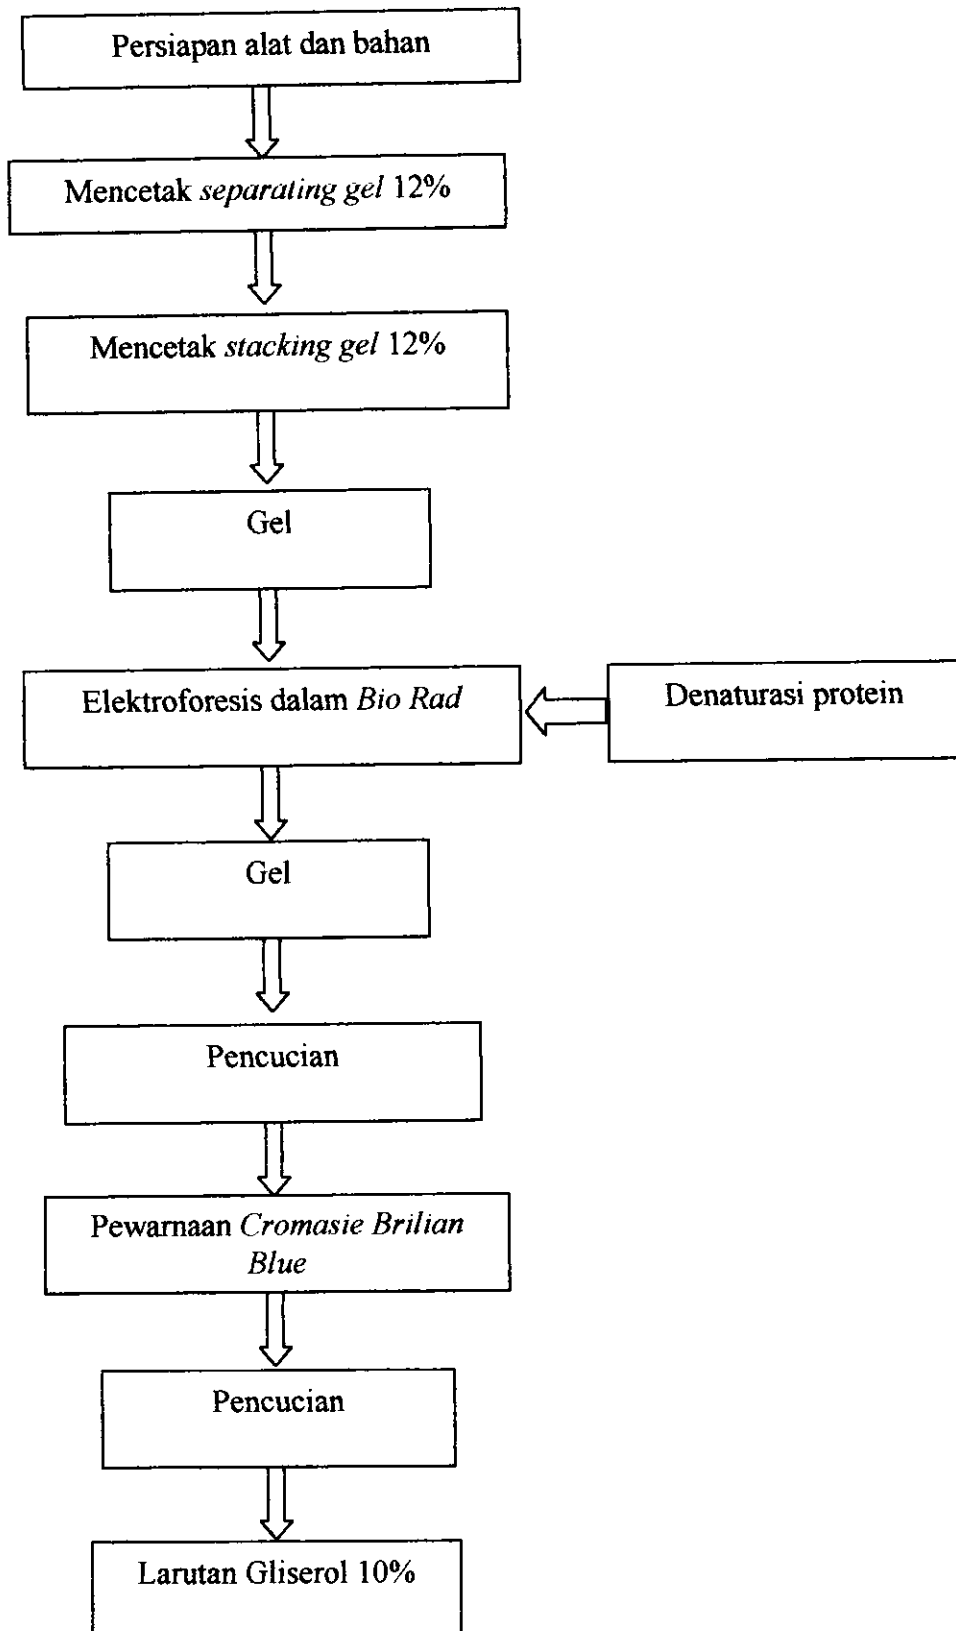 Persiapan alat dan bahan
Mencetak separating gel 12%
Mencetak stacking gel 12%
Gel
Elektroforesis dalam Bio Rad
Denaturasi protein
Gel
Pencucian
Pewarnaan Cromasie Brilian
Blue
Pencucian
Larutan Gliserol 10%